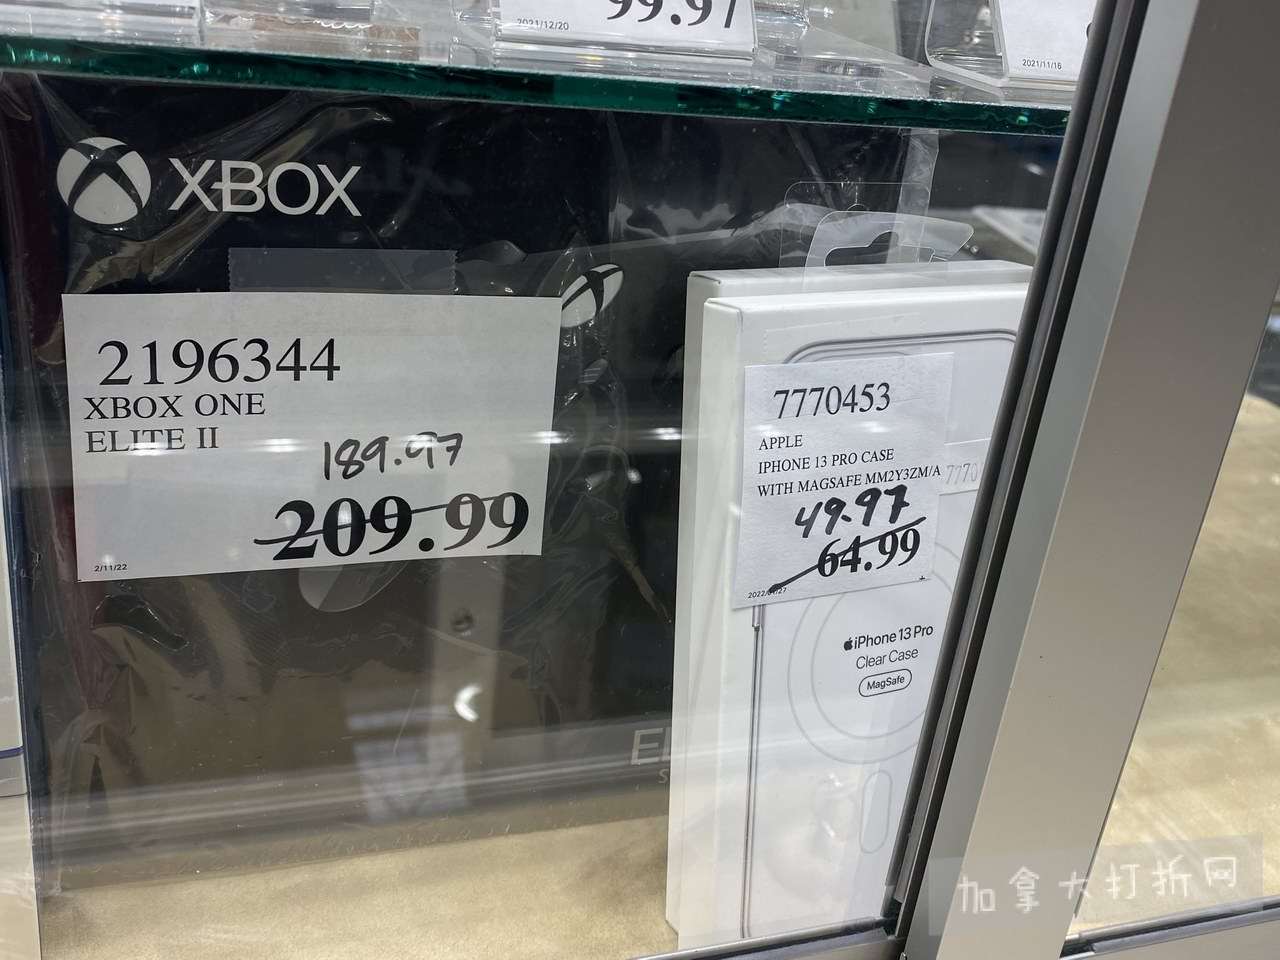 99.97
2021/12/20
2021/11/16
XBOX
2196344
XBOX ONE
ELITE II
189.97
209.99
2/11/22
7770453
APPLE
IPHONE 13 PRO CASE
WITH MAGSAFE MM2Y3ZM/A
49.97
64.99
7770
iPhone 13 Pro
Clear Case
MagSafe
加拿大打折网